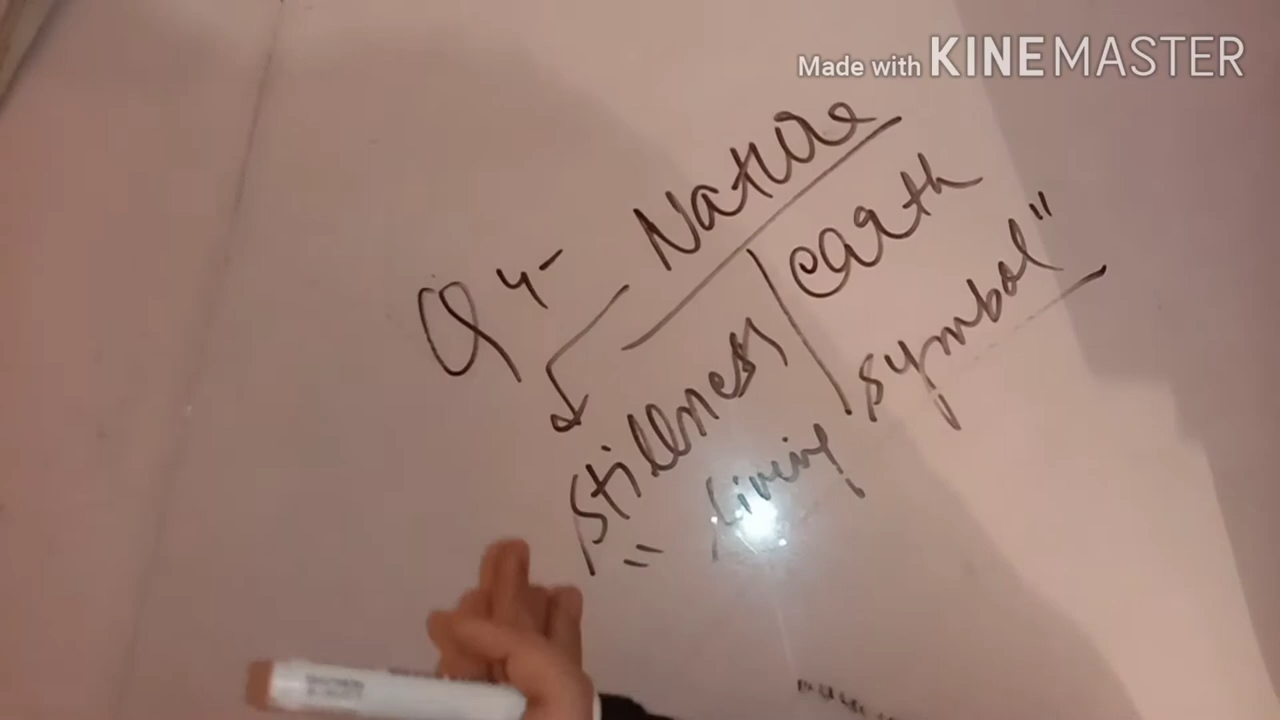 Made with KINEMASTER
Q4- Nature
Stillness / earth
"living symbol"